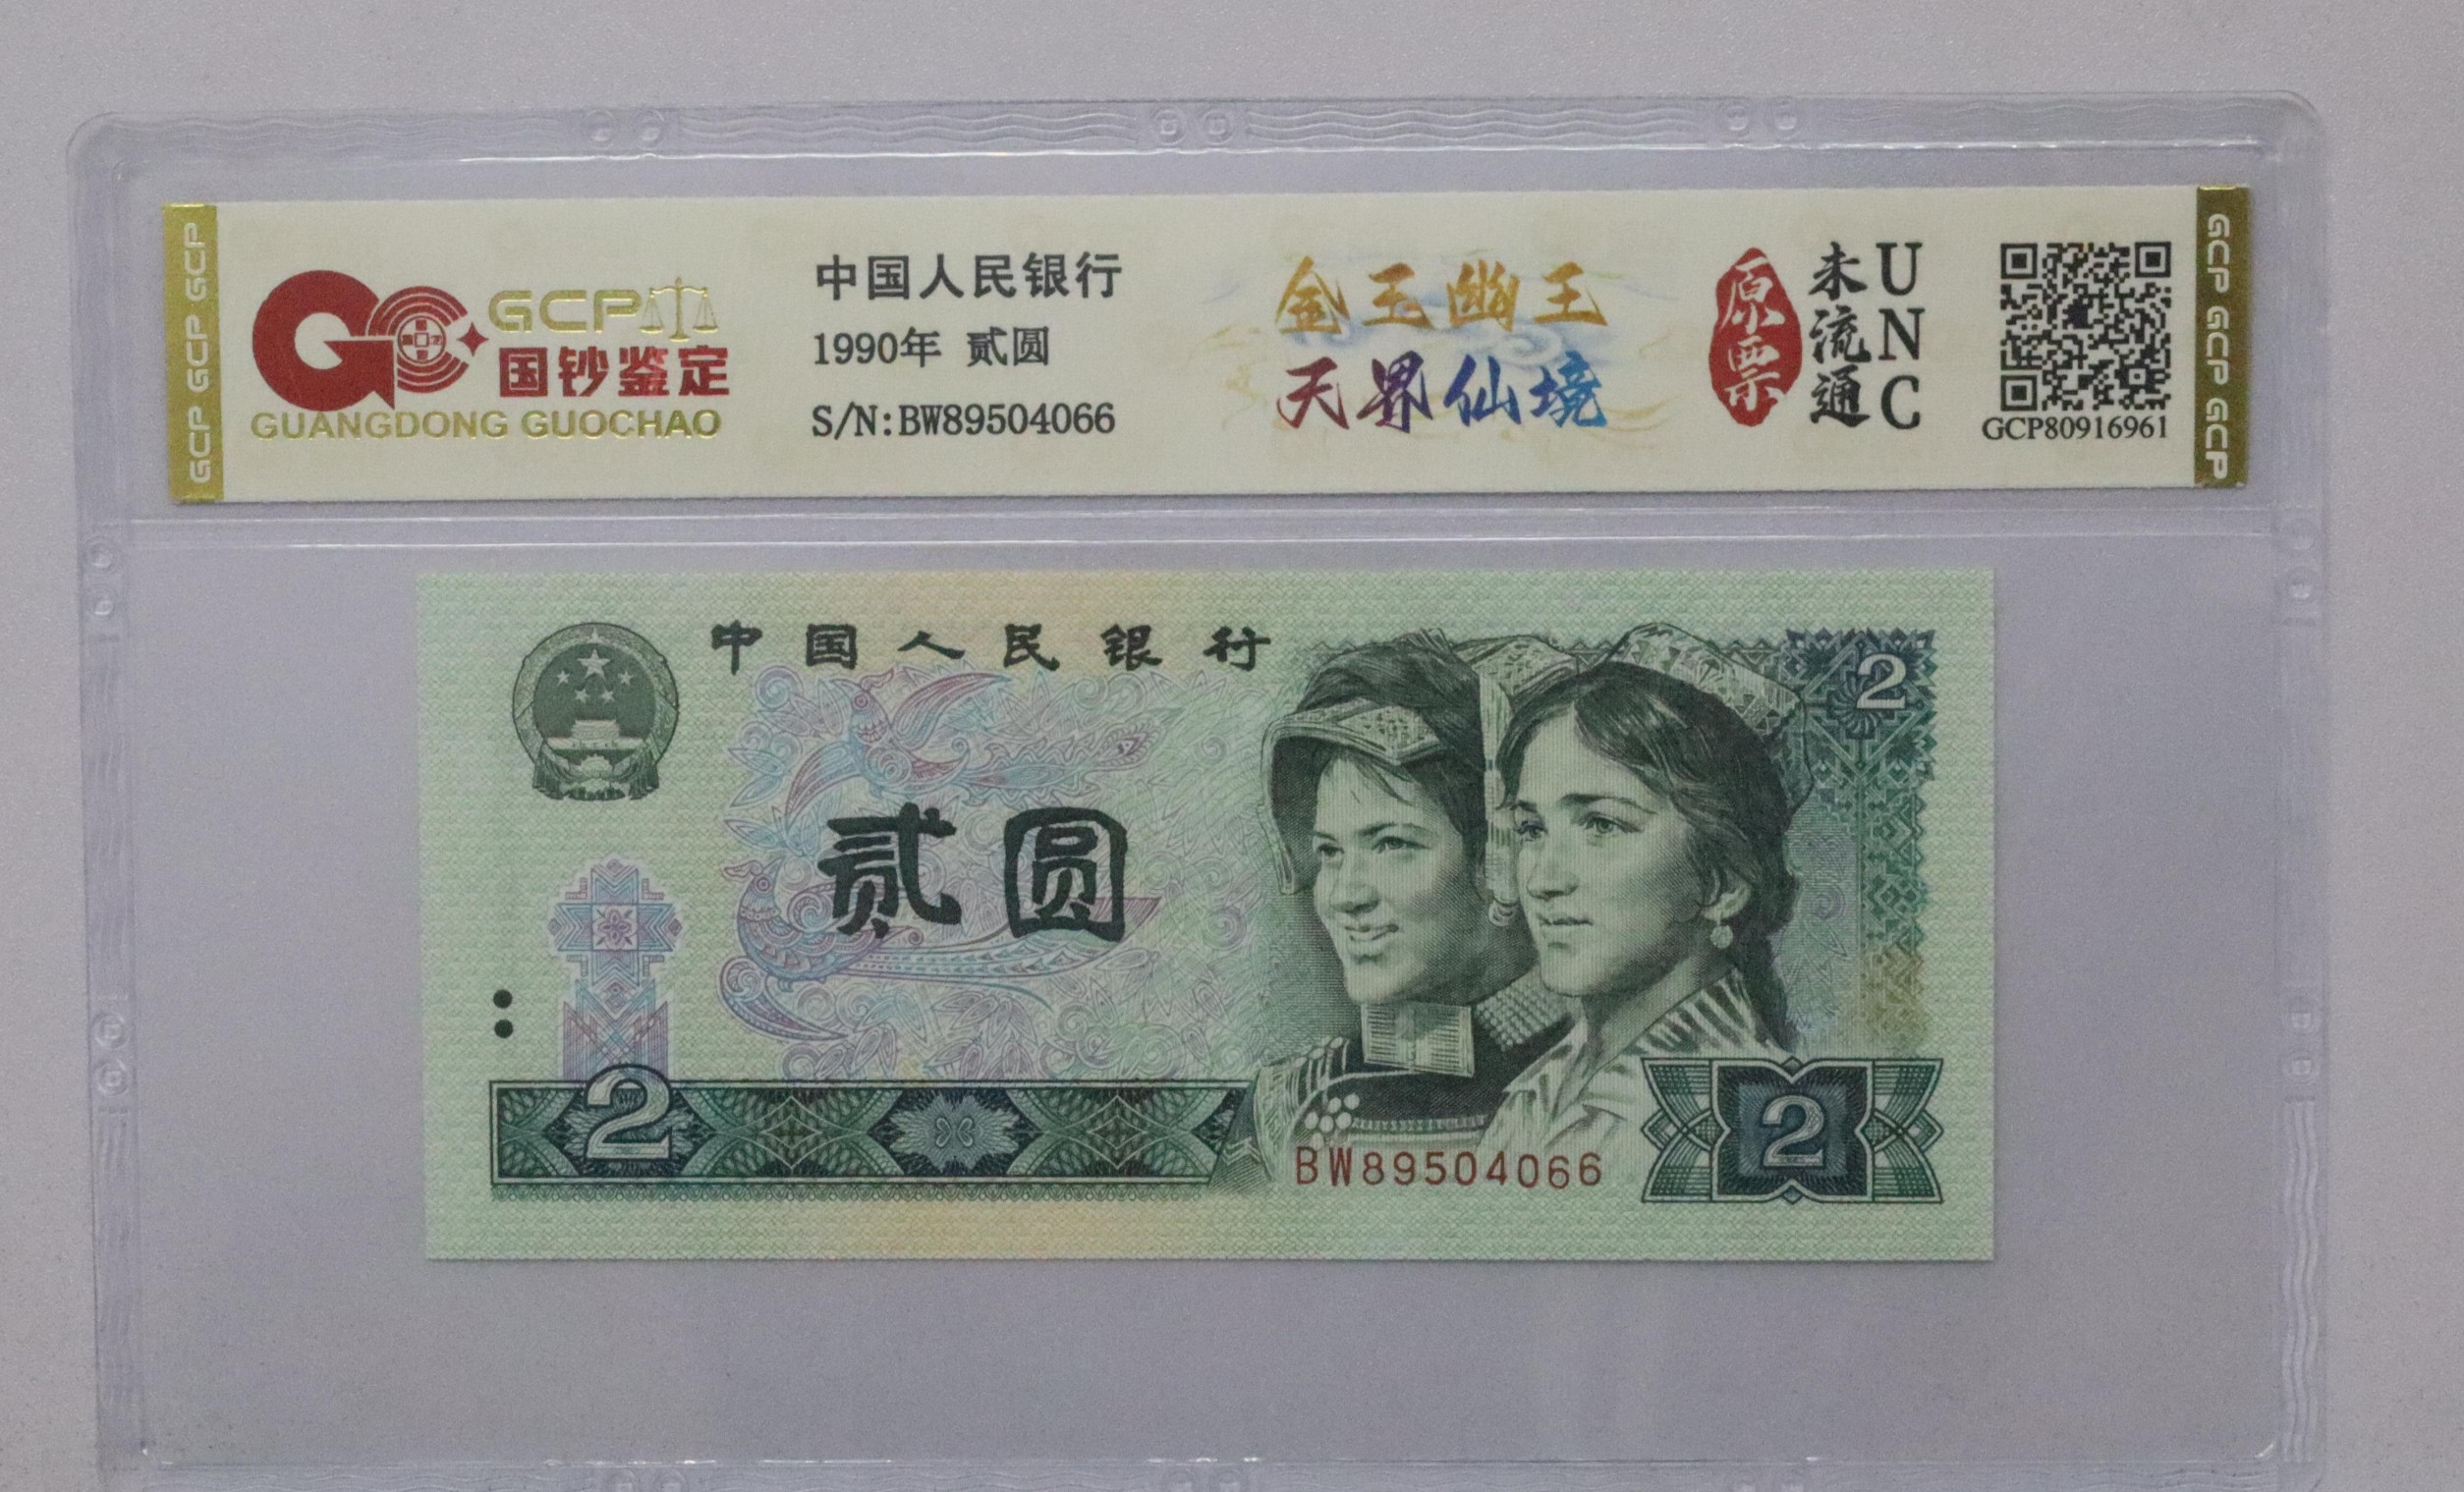 GCP GCP GCP
GCP
国钞鉴定
GUANGDONG GUOCHAO
中国人民银行
1990年 贰圆
S/N:BW89504066
金玉幽王
天界仙境
原票
未流通
UNC
GCP80916961
GCP GCP GCP
中国人民银行
2
贰圆
2
BW89504066
2